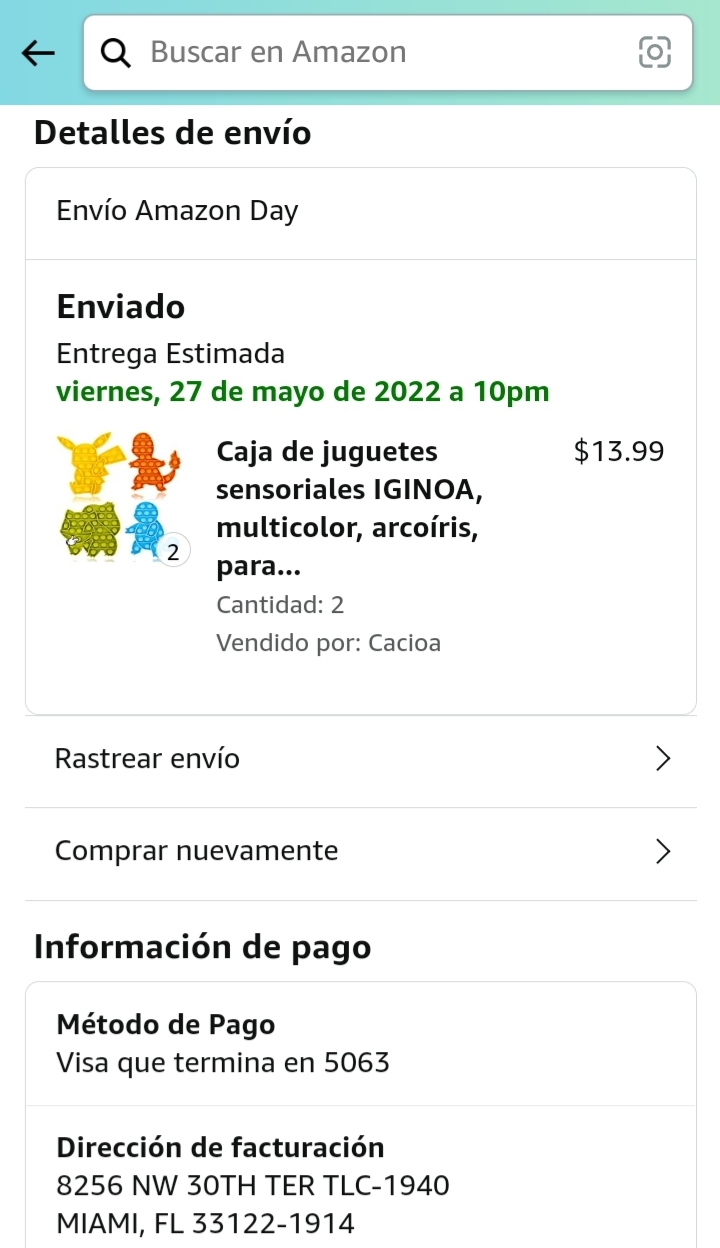 Buscar en Amazon
Detalles de envío
Envío Amazon Day
Enviado
Entrega Estimada
viernes, 27 de mayo de 2022 a 10pm
Caja de juguetes $13.99
sensoriales IGINOA,
multicolor, arcoíris,
para...
2
Cantidad: 2
Vendido por: Cacioa
Rastrear envío
Comprar nuevamente
Información de pago
Método de Pago
Visa que termina en 5063
Dirección de facturación
8256 NW 30TH TER TLC-1940
MIAMI, FL 33122-1914